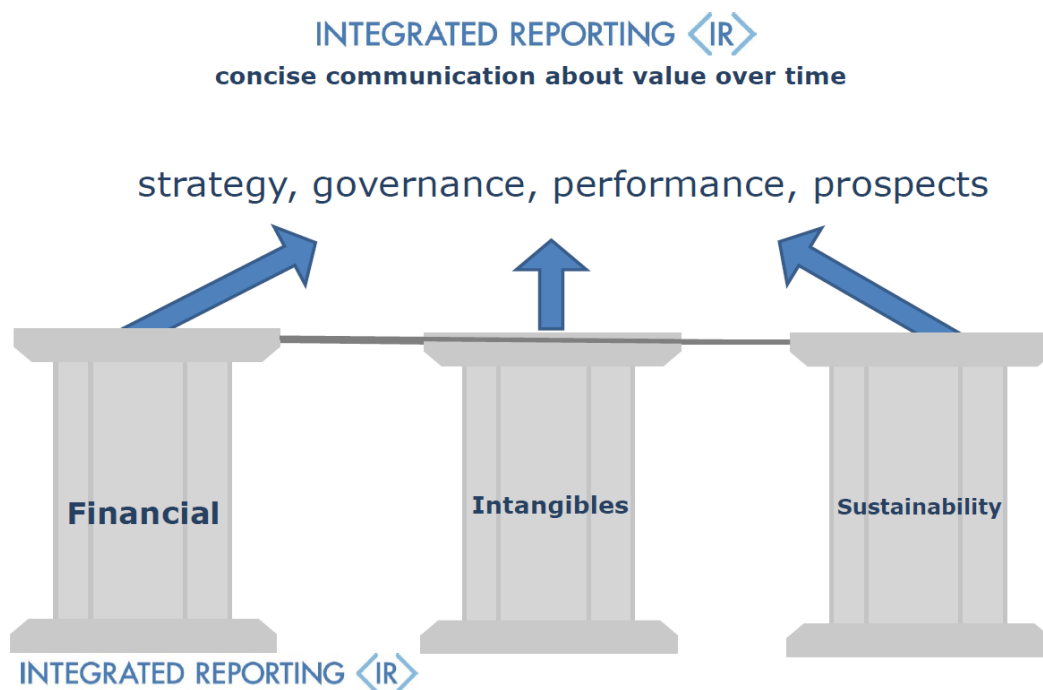 INTEGRATED REPORTING <IR>
concise communication about value over time
strategy, governance, performance, prospects
Financial
Intangibles
Sustainability
INTEGRATED REPORTING <IR>